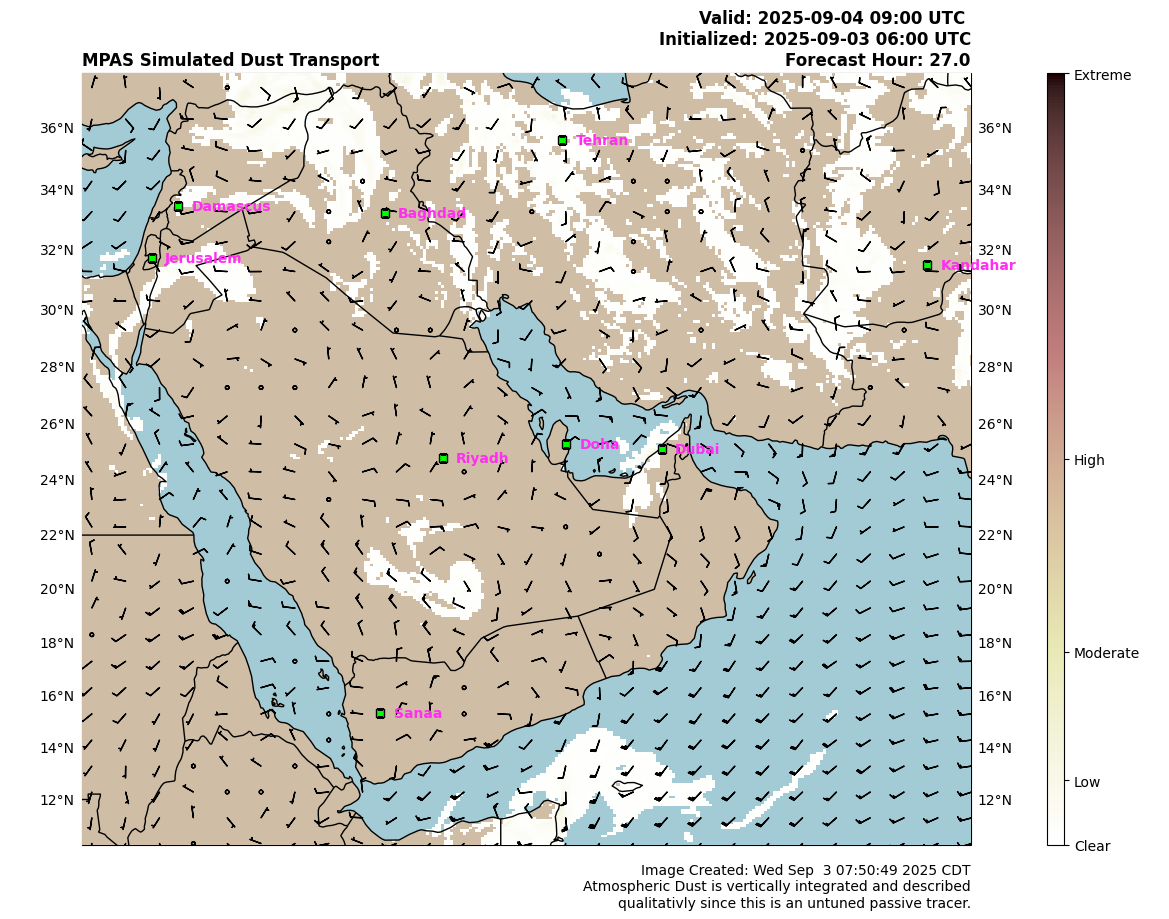 Valid: 2025-09-04 09:00 UTC
Initialized: 2025-09-03 06:00 UTC
MPAS Simulated Dust Transport Forecast Hour: 27.0
Extreme
36°N 36°N
Tehran
34°N 34°N
Damascus
Baghdad
32°N 32°N
Jerusalem
Kandahar
30°N 30°N
28°N 28°N
26°N 26°N
Doha
Dubai
Riyadh
High
24°N 24°N
22°N 22°N
20°N 20°N
18°N 18°N
Moderate
16°N 16°N
Sanaa
14°N 14°N
Low
12°N 12°N
Clear
Image Created: Wed Sep 3 07:50:49 2025 CDT
Atmospheric Dust is vertically integrated and described
qualitativly since this is an untuned passive tracer.